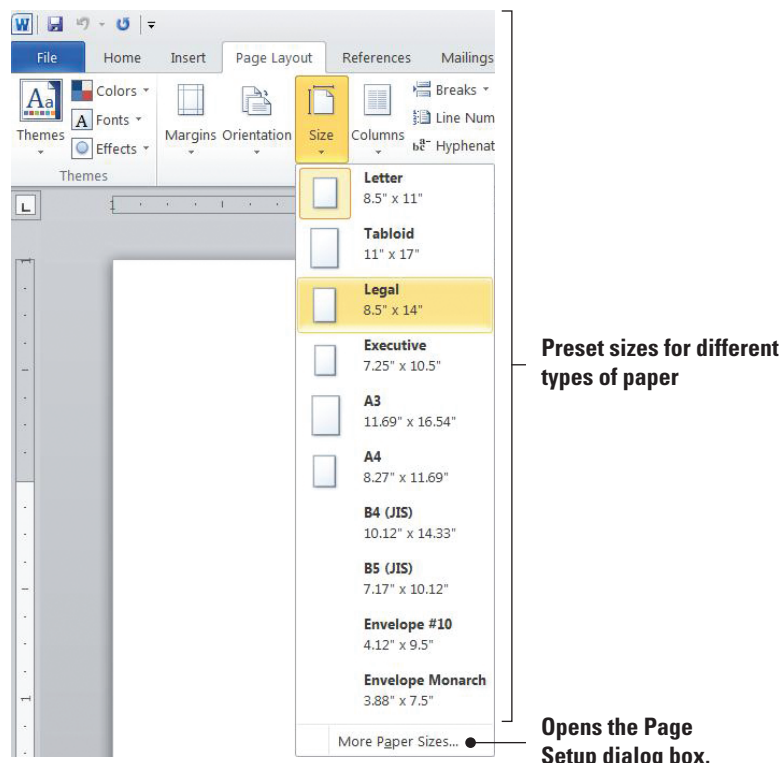 W
File Home Insert Page Layout References Mailings
Aa Colors Breaks
A Fonts Line Num
Themes Margins Orientation Size Columns
Effects bc Hyphenat
a-
Themes
L
1
Letter
8.5" x 11"
Tabloid
11" x 17"
Legal
8.5" x 14"
Executive
7.25" x 10.5"
Preset sizes for different
types of paper
A3
11.69" x 16.54"
A4
8.27" x 11.69"
B4 (JIS)
10.12" x 14.33"
B5 (JIS)
7.17" x 10.12"
Envelope #10
4.12" x 9.5"
Envelope Monarch
3.88" x 7.5"
1
More Paper Sizes...
Opens the Page
Setup dialog box.